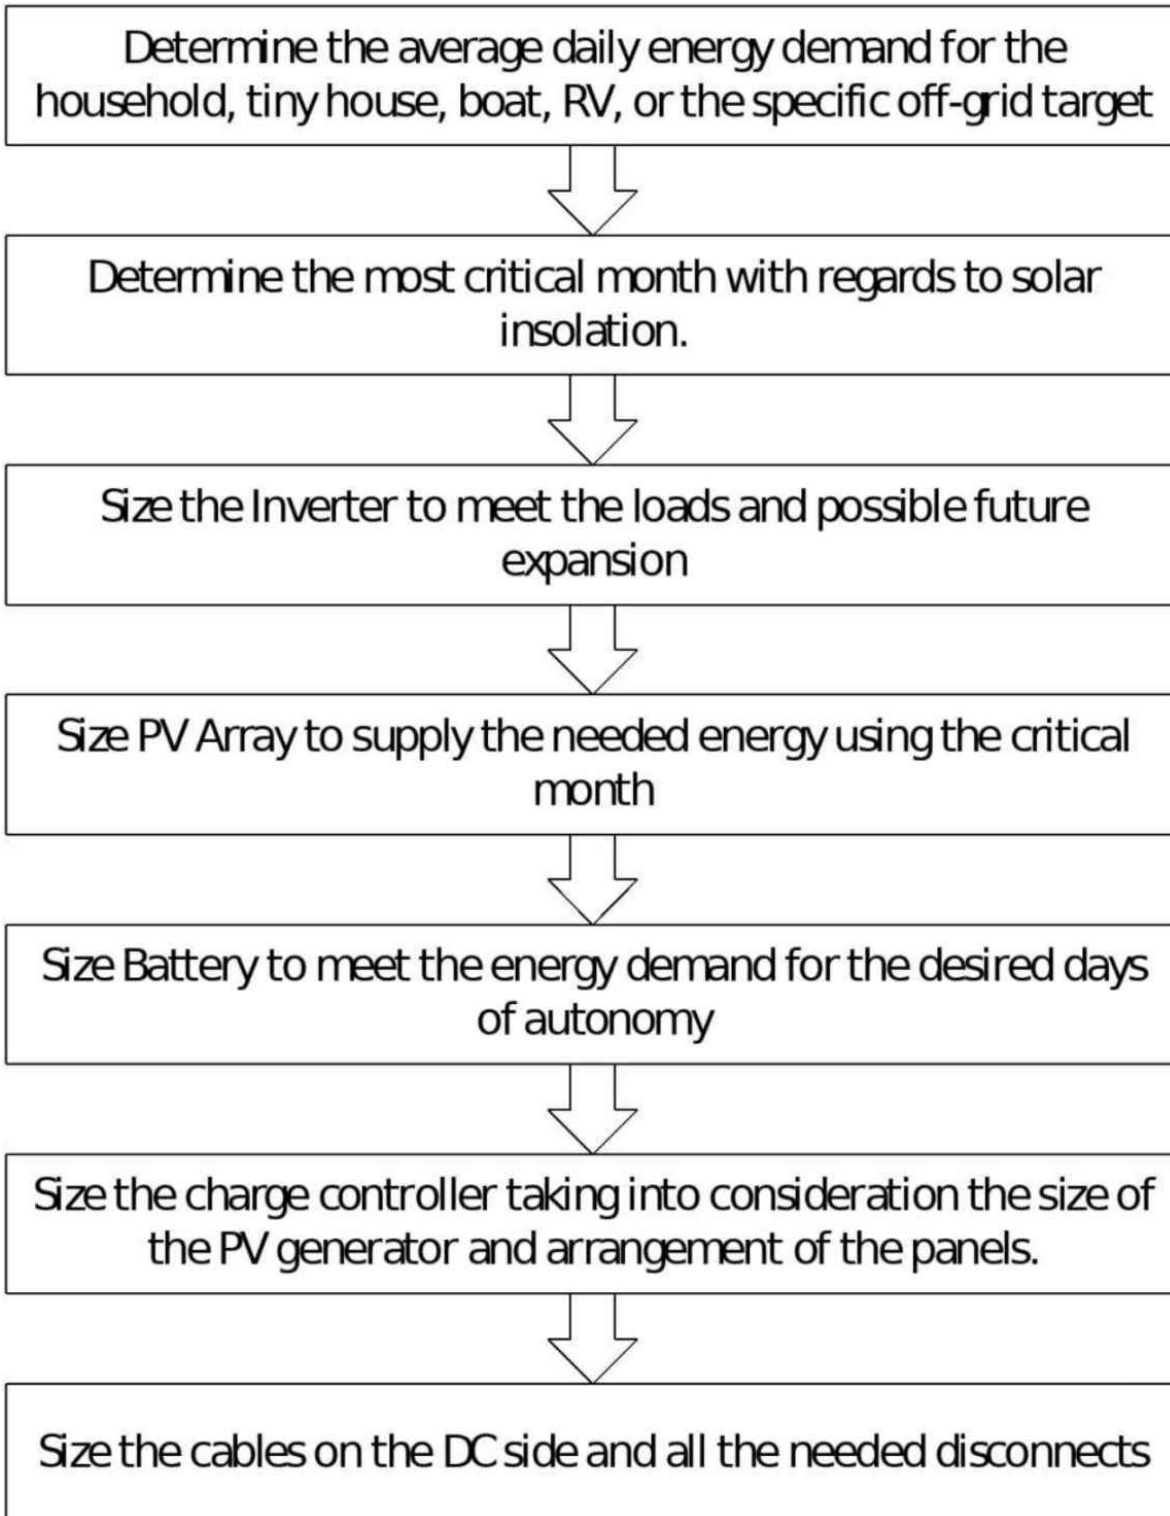 Determine the average daily energy demand for the
household, tiny house, boat, RV, or the specific off-grid target
Determine the most critical month with regards to solar
insolation.
Size the Inverter to meet the loads and possible future
expansion
Size PV Array to supply the needed energy using the critical
month
Size Battery to meet the energy demand for the desired days
of autonomy
Size the charge controller taking into consideration the size of
the PV generator and arrangement of the panels.
Size the cables on the DC side and all the needed disconnects